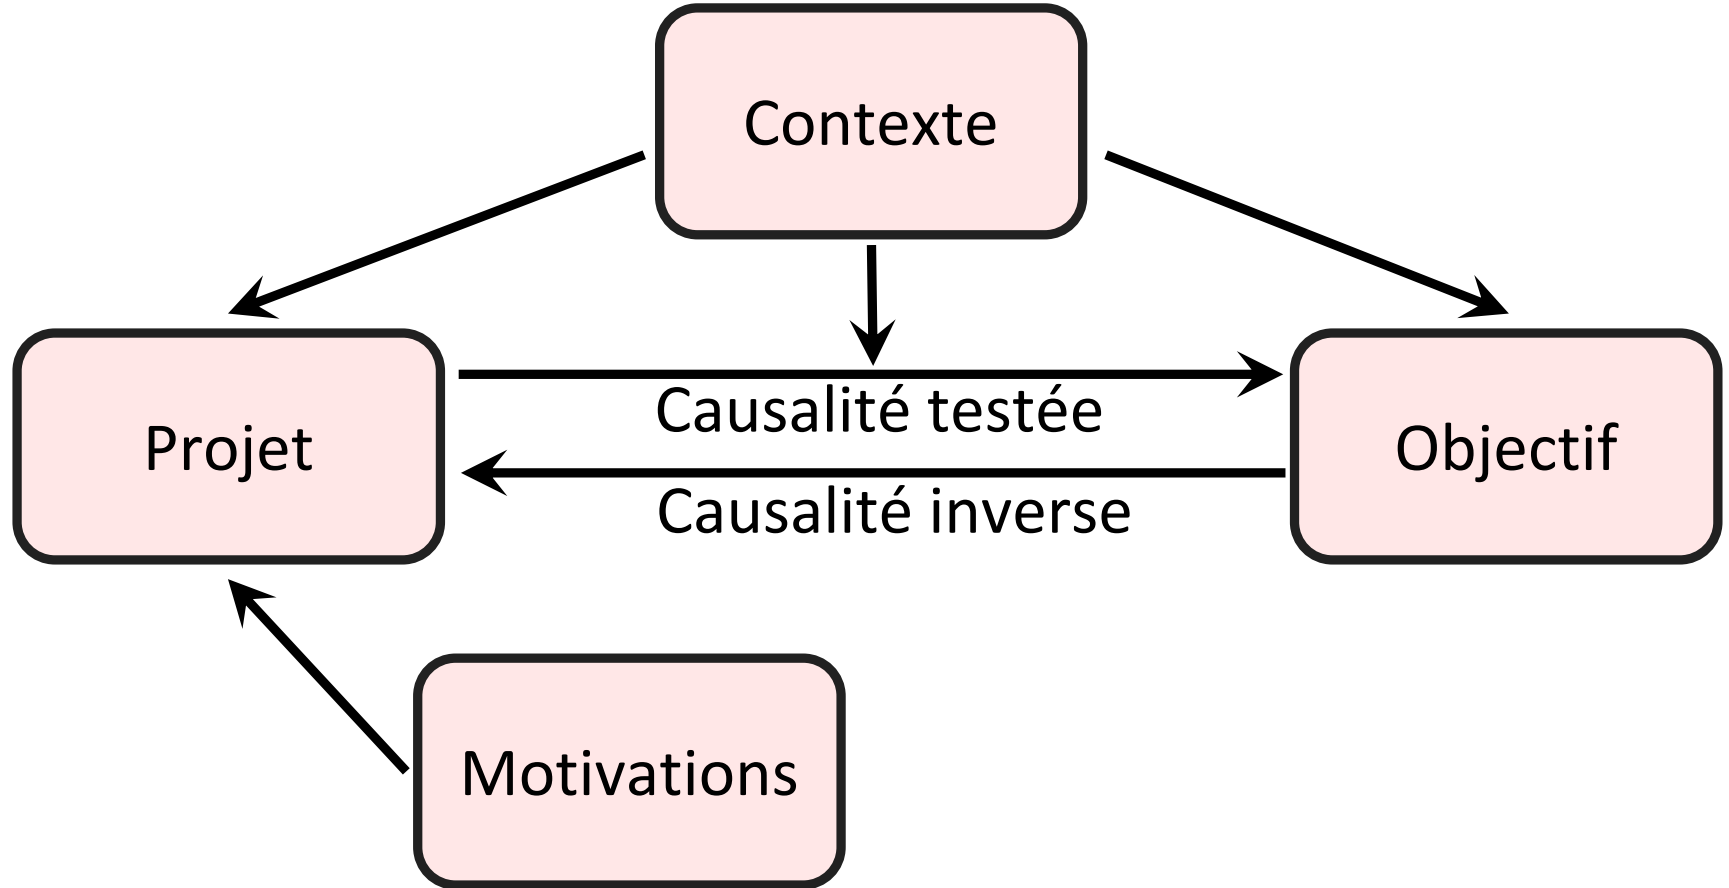 Contexte
Causalité testée
Projet
Objectif
Causalité inverse
Motivations